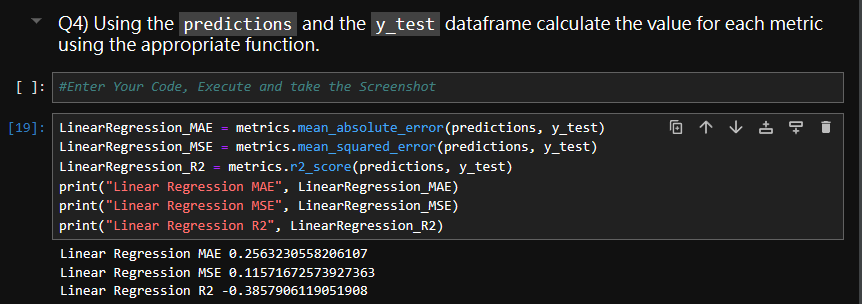 Q4) Using the predictions and the y_test dataframe calculate the value for each metric
using the appropriate function.
[ ]: #Enter Your Code, Execute and take the Screenshot
[19]: LinearRegression_MAE = metrics.mean_absolute_error(predictions, y_test)
LinearRegression_MSE = metrics.mean_squared_error(predictions, y_test)
LinearRegression_R2 = metrics.r2_score(predictions, y_test)
print("Linear Regression MAE", LinearRegression_MAE)
print("Linear Regression MSE", LinearRegression_MSE)
print("Linear Regression R2", LinearRegression_R2)
Linear Regression MAE 0.2563230558206107
Linear Regression MSE 0.11571672573927363
Linear Regression R2 -0.3857906119051908